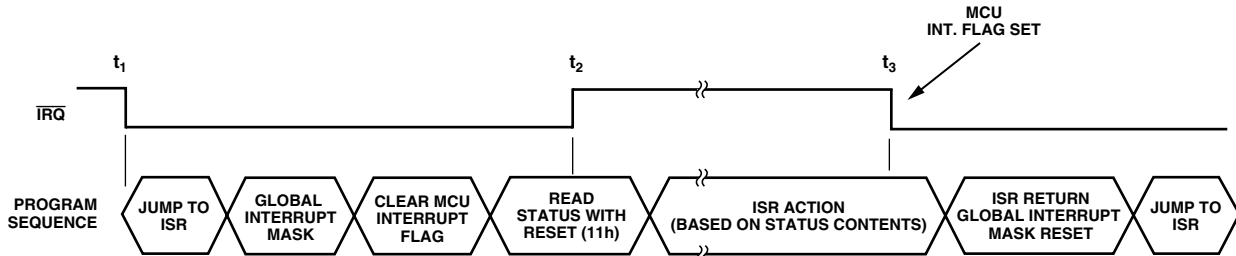 MCU
INT. FLAG SET
t1
t2
t3
IRQ
PROGRAM
SEQUENCE
JUMP TO
ISR
GLOBAL
INTERRUPT
MASK
CLEAR MCU
INTERRUPT
FLAG
READ
STATUS WITH
RESET (11h)
ISR ACTION
(BASED ON STATUS CONTENTS)
ISR RETURN
GLOBAL INTERRUPT
MASK RESET
JUMP TO
ISR